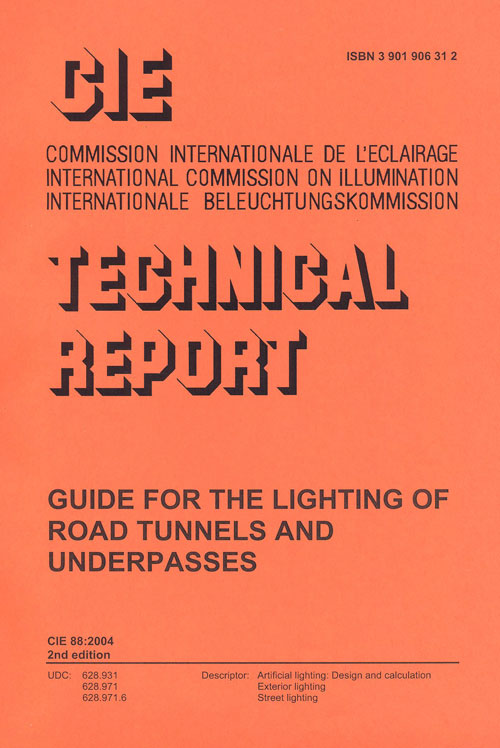 ISBN 3 901 906 31 2
CIE
COMMISSION INTERNATIONALE DE L'ECLAIRAGE
INTERNATIONAL COMMISSION ON ILLUMINATION
INTERNATIONALE BELEUCHTUNGSKOMMISSION
TECHNICAL
REPORT
GUIDE FOR THE LIGHTING OF
ROAD TUNNELS AND
UNDERPASSES
CIE 88:2004
2nd edition
UDC: 628.931 Descriptor: Artificial lighting: Design and calculation
628.971 Exterior lighting
628.971.6 Street lighting